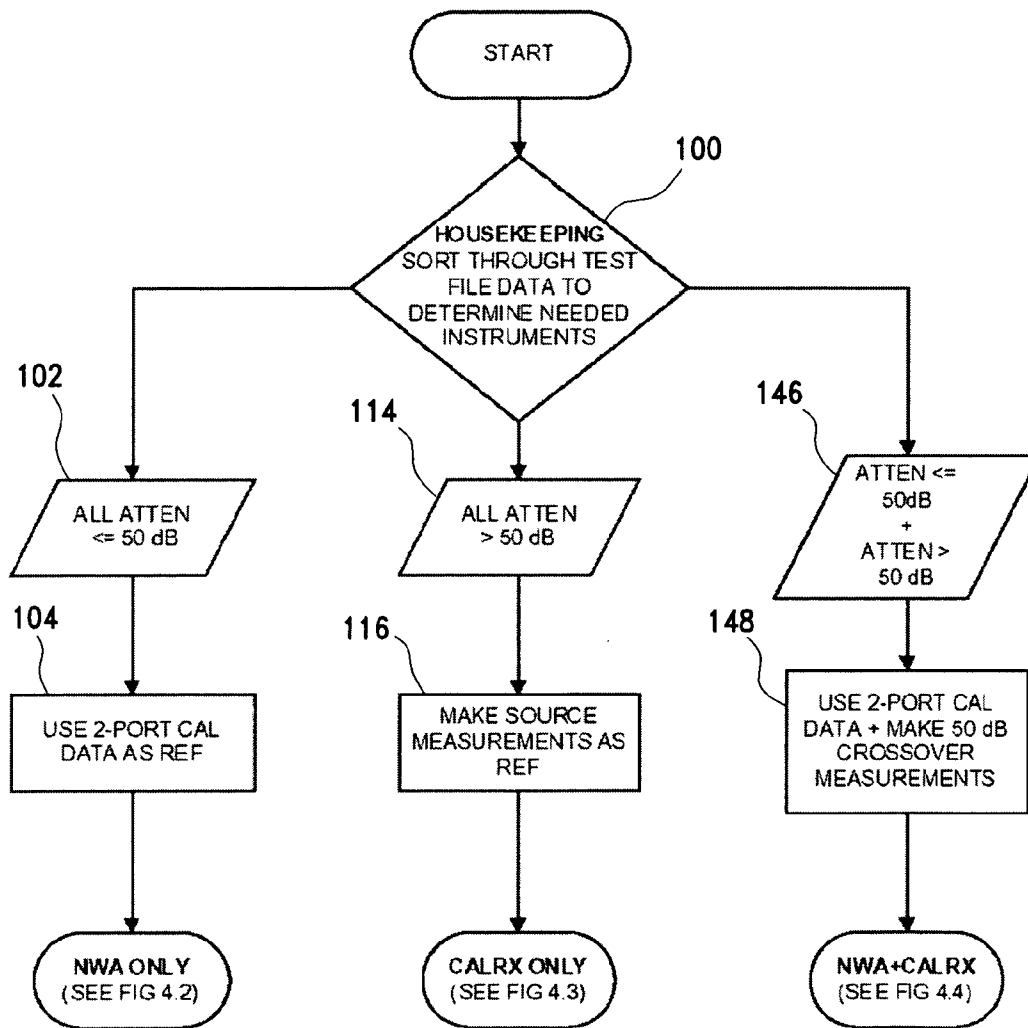 START
100
HOUSEKEEPING
SORT THROUGH TEST
FILE DATA TO
DETERMINE NEEDED
INSTRUMENTS
102
ALL ATTEN
<= 50 dB
104
USE 2-PORT CAL
DATA AS REF
NWA ONLY
(SEE FIG 4.2)
114
ALL ATTEN
> 50 dB
116
MAKE SOURCE
MEASUREMENTS AS
REF
CALRX ONLY
(SEE FIG 4.3)
146
ATTEN <=
50dB
+
ATTEN >
50 dB
148
USE 2-PORT CAL
DATA + MAKE 50 dB
CROSSOVER
MEASUREMENTS
NWA+CALRX
(SEE FIG 4.4)